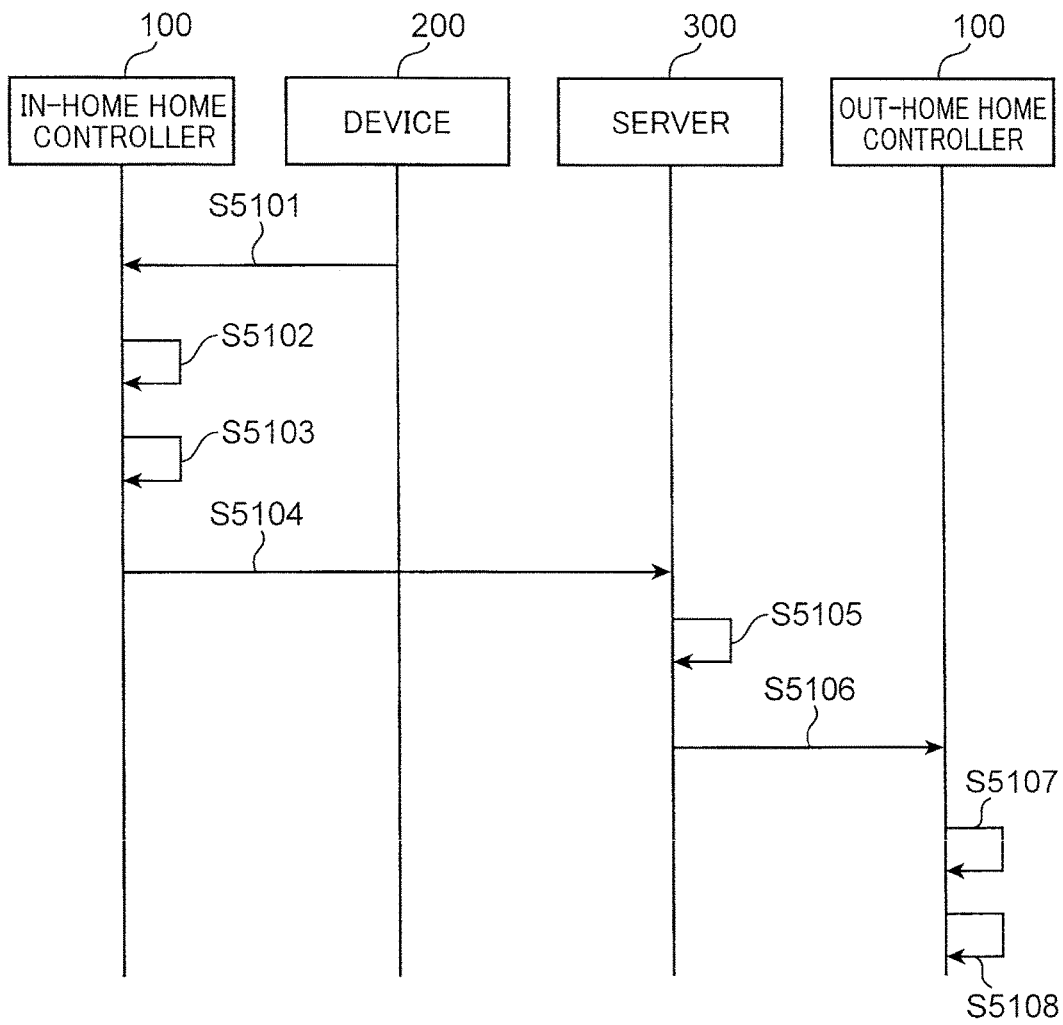 100
200
300
100
IN-HOME HOME
CONTROLLER
DEVICE
SERVER
OUT-HOME HOME
CONTROLLER
S5101
S5102
S5103
S5104
S5105
S5106
S5107
S5108